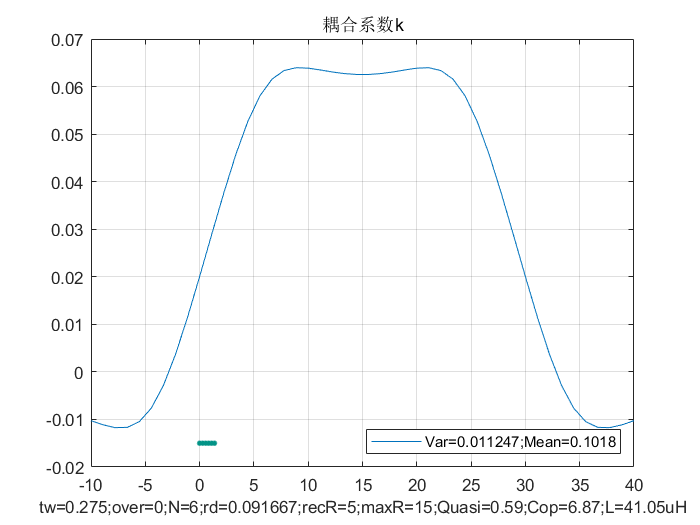 耦合系数k
0.07
0.06
0.05
0.04
0.03
0.02
0.01
0
-0.01
-0.02
Var=0.011247;Mean=0.1018
-10 -5 0 5 10 15 20 25 30 35 40
tw=0.275;over=0;N=6;rd=0.091667;recR=5;maxR=15;Quasi=0.59;Cop=6.87;L=41.05uH